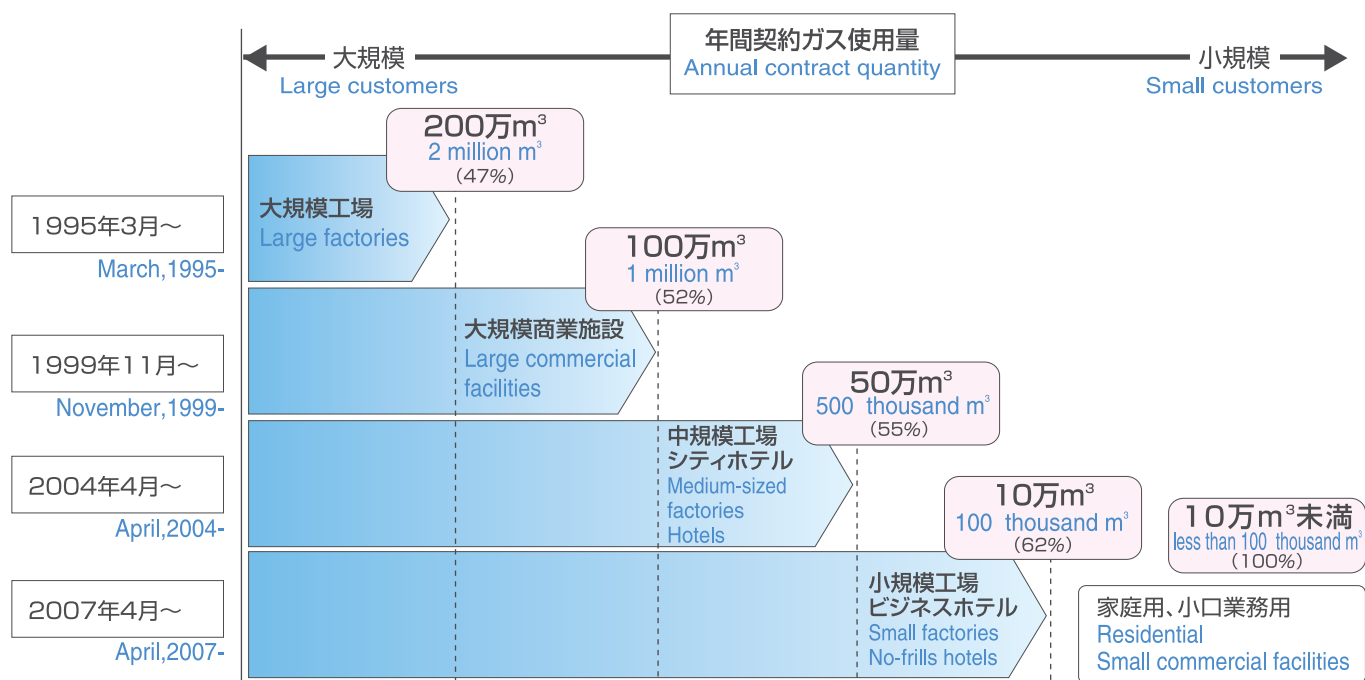 大規模
Large customers
年間契約ガス使用量
Annual contract quantity
小規模
Small customers
200万m³
2 million m³
(47%)
1995年3月～
March,1995-
大規模工場
Large factories
100万m³
1 million m³
(52%)
1999年11月～
November,1999-
大規模商業施設
Large commercial
facilities
50万m³
500 thousand m³
(55%)
2004年4月～
April,2004-
中規模工場
シティホテル
Medium-sized
factories
Hotels
10万m³
100 thousand m³
(62%)
10万m³未満
less than 100 thousand m³
(100%)
2007年4月～
April,2007-
小規模工場
ビジネスホテル
Small factories
No-frills hotels
家庭用、小口業務用
Residential
Small commercial facilities